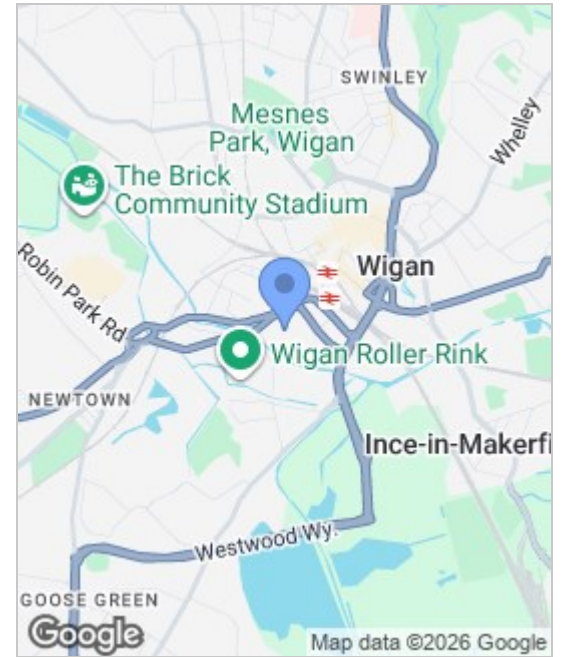 SWINLEY
Mesnes
Park, Wigan
Whelley
The Brick
Community Stadium
Robin Park Rd
Wigan
Wigan Roller Rink
NEWTOWN
Ince-in-Makerfi
Westwood Wy.
GOOSE GREEN
Google
Map data ©2026 Google